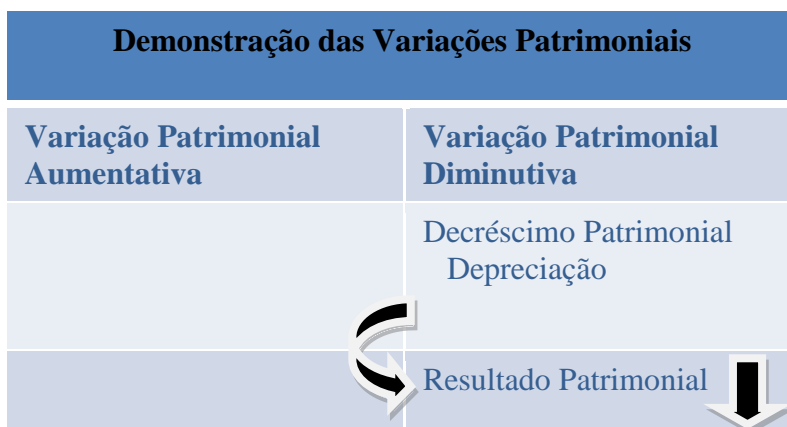 Demonstração das Variações Patrimoniais
Variação Patrimonial
Aumentativa
Variação Patrimonial
Diminutiva
Decréscimo Patrimonial
Depreciação
Resultado Patrimonial